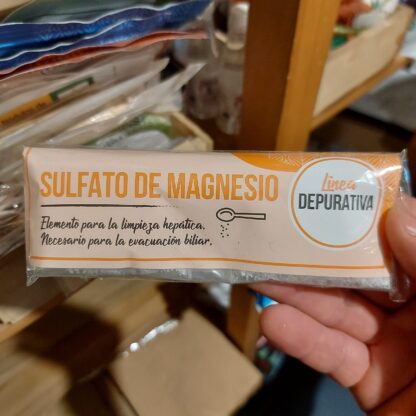 SULFATO DE MAGNESIO
Elemento para la limpieza hepática.
Necesario para la evacuación biliar.
Línea
DEPURATIVA